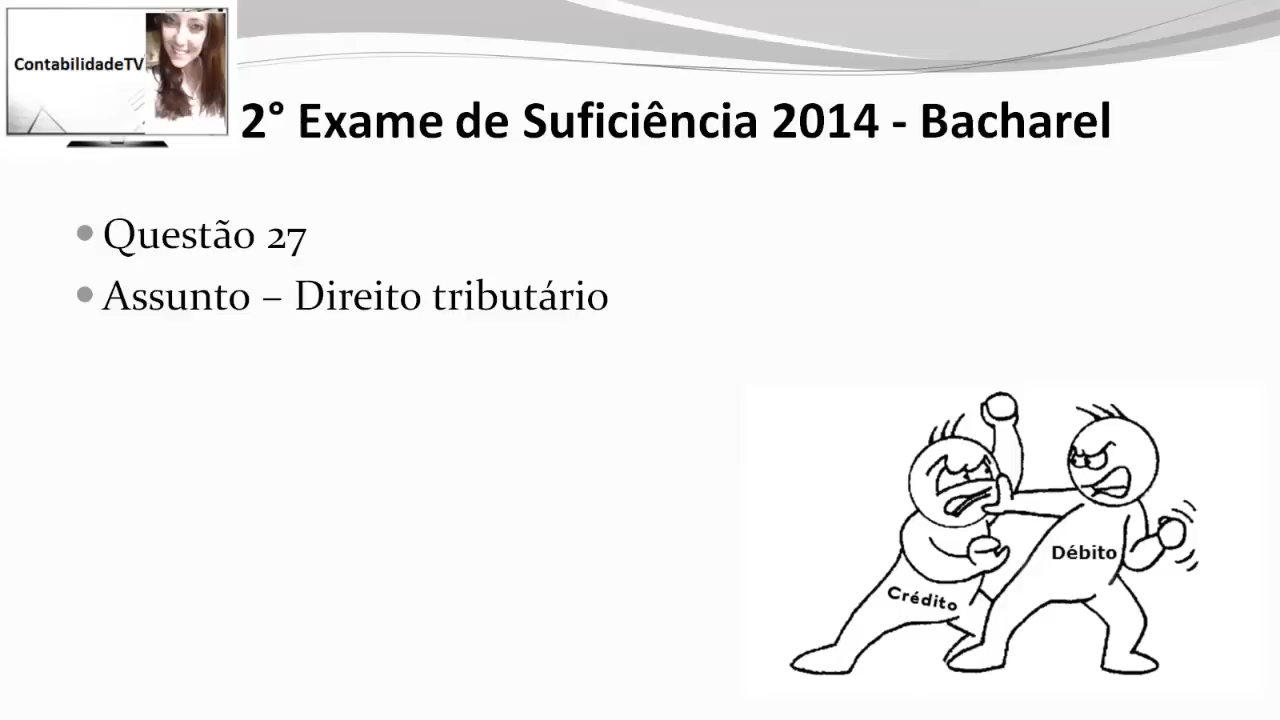 ContabilidadeTV
2° Exame de Suficiência 2014 - Bacharel
• Questão 27
• Assunto – Direito tributário
Débito
Crédito